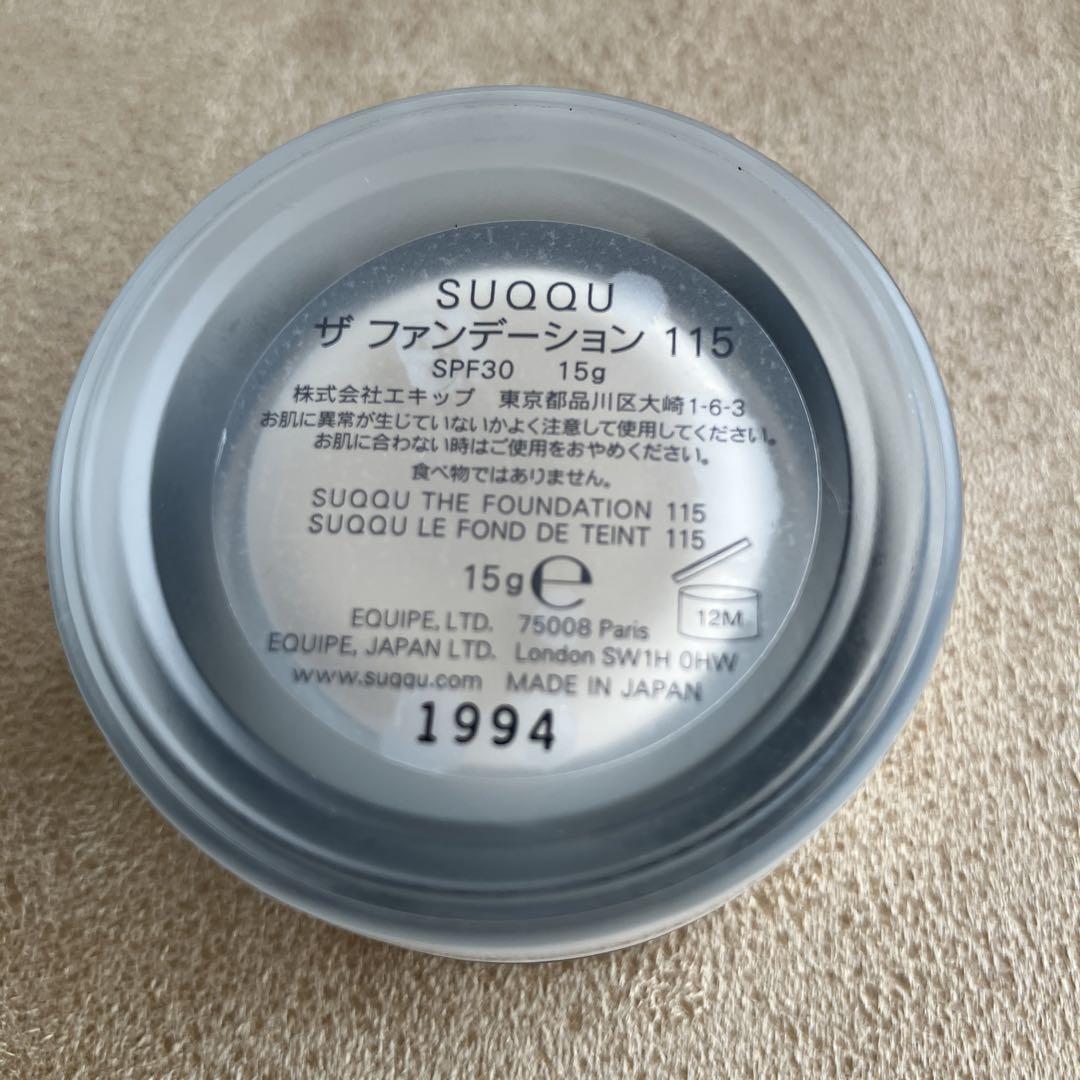 SUQQU
ザ ファンデーション 115
SPF30 15g
株式会社エキップ 東京都品川区大崎1-6-3
お肌に異常が生じていないかよく注意して使用してください。
お肌に合わない時はご使用をおやめください。
食べ物ではありません。
SUQQU THE FOUNDATION 115
SUQQU LE FOND DE TEINT 115
15g ℮
12M
EQUIPE, LTD. 75008 Paris
EQUIPE, JAPAN LTD. London SW1H 0HW
www.suqqu.com MADE IN JAPAN
1994